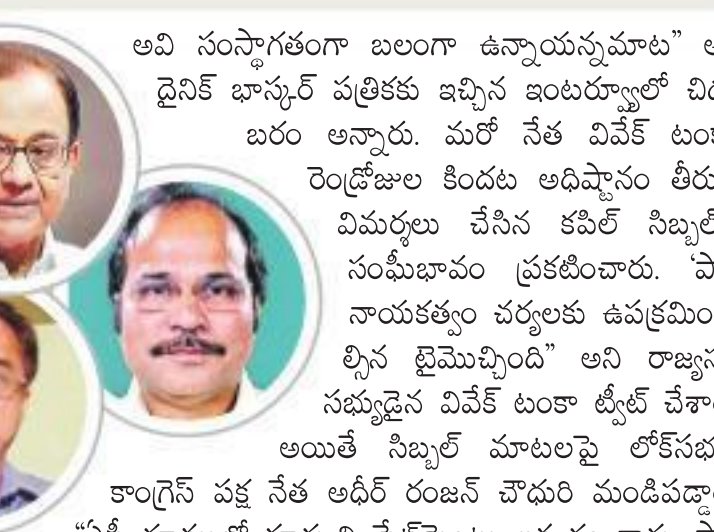 అవి సంస్థాగతంగా బలంగా ఉన్నాయన్నమాట” అ
దైనిక్ భాస్కర్ పత్రికకు ఇచ్చిన ఇంటర్వ్యూలో చిద
బరం అన్నారు. మరో నేత వివేక్ టంక
రెండ్రోజుల కిందట అధిష్టానం తీరు
విమర్శలు చేసిన కపిల్ సిబ్బల్
సంఘీభావం ప్రకటించారు. ‘పా
నాయకత్వం చర్యలకు ఉపక్రమిం
ల్సిన టైమొచ్చింది” అని రాజ్యస
సభ్యుడైన వివేక్ టంకా ట్వీట్ చేశా
అయితే సిబ్బల్ మాటలపై లోక్‌సభ
కాంగ్రెస్ పక్ష నేత అధీర్ రంజన్ చౌధురి మండిపడ్డా